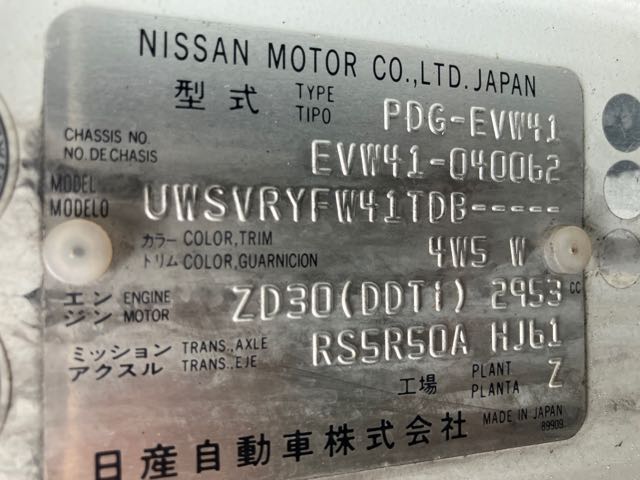 NISSAN MOTOR CO.,LTD.JAPAN
型式 TYPE TIPO PDG-EVW41
CHASSIS NO. NO.DE CHASIS EVW41-040062
MODEL MODELO UWSVRYFW41TDB-----
カラー COLOR,TRIM
トリム COLOR,GUARNICION 4W5 W
エンジン ENGINE MOTOR ZD30(DDTi) 2953 CC
ミッション TRANS.,AXLE
アクスル TRANS.,EJE RS5R50A HJ61
工場 PLANT PLANTA Z
日産自動車株式会社 MADE IN JAPAN
89909